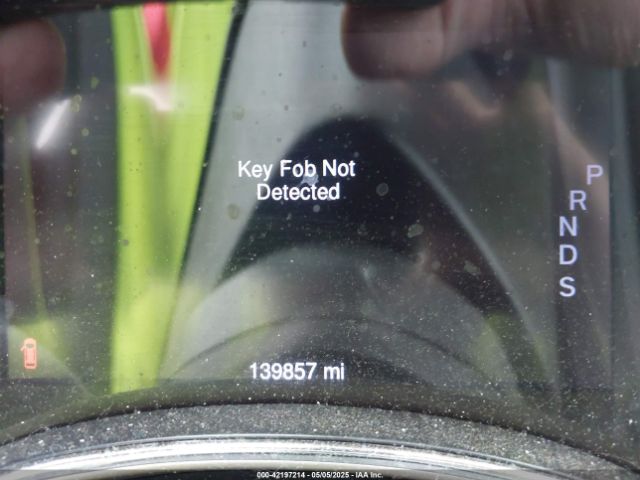 Key Fob Not
Detected
P
R
N
D
S
139857 mi
000-42197214 - 05/05/2025 - IAA Inc.